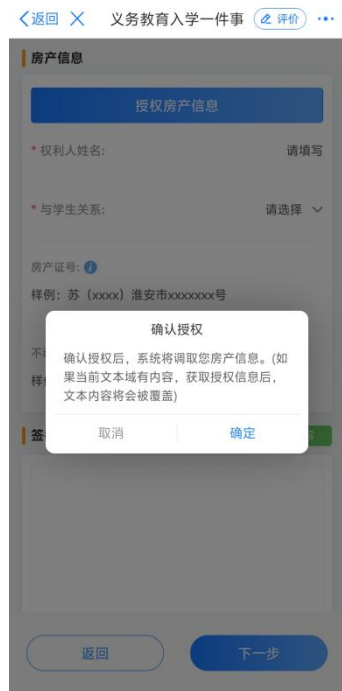 返回 义务教育入学一件事 评价
房产信息
授权房产信息
* 权利人姓名: 请填写
* 与学生关系: 请选择
房产证号:
样例: 苏（xxxx）淮安市xxxxxxx号
确认授权
确认授权后，系统将调取您房产信息。(如
果当前文本域有内容，获取授权信息后，
文本内容将会被覆盖)
取消 确定
返回 下一步